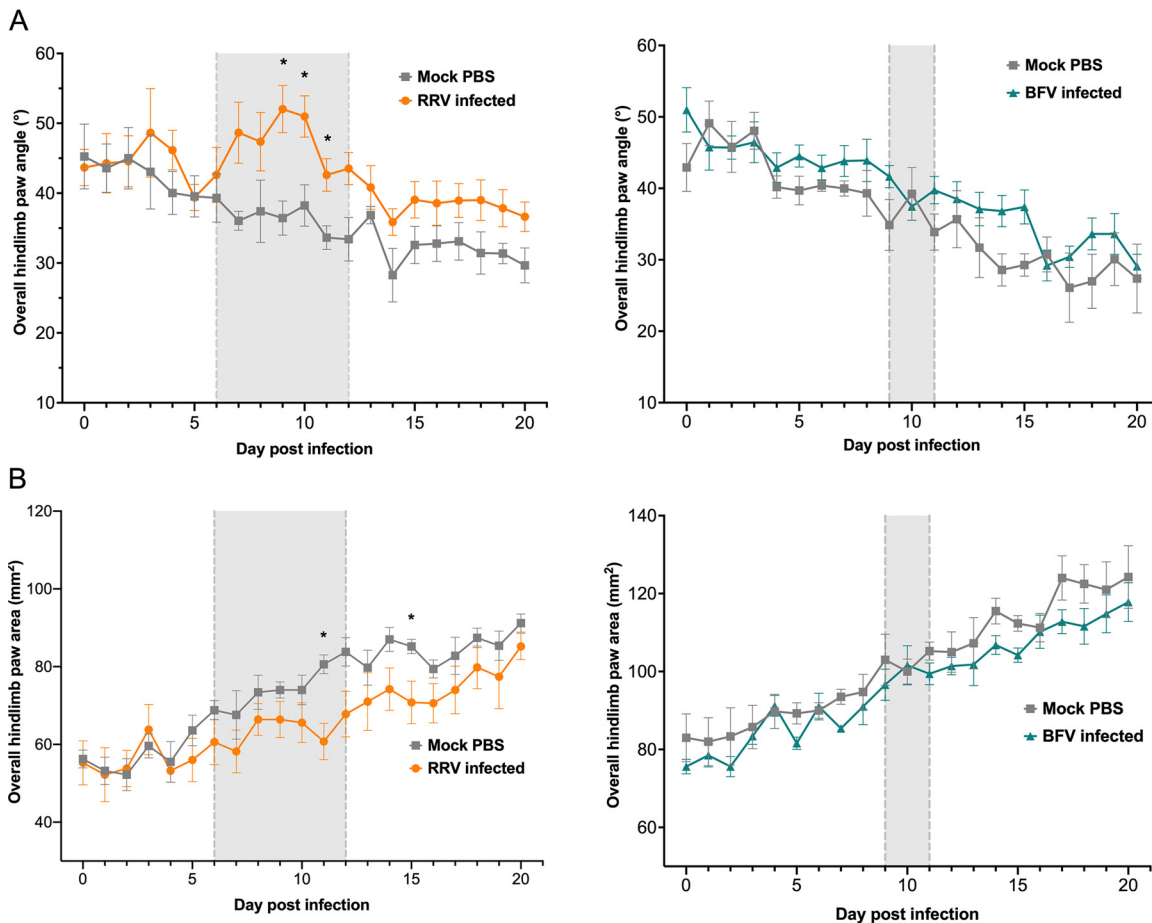 A
Overall hindlimb paw angle (°)
60
50
40
30
20
10
* * *
Mock PBS
RRV infected
0 5 10 15 20
Day post infection
Overall hindlimb paw angle (°)
60
50
40
30
20
10
Mock PBS
BFV infected
0 5 10 15 20
Day post infection
B
Overall hindlimb paw area (mm²)
120
100
80
60
40
* *
Mock PBS
RRV infected
0 5 10 15 20
Day post infection
Overall hindlimb paw area (mm²)
140
120
100
80
60
Mock PBS
BFV infected
0 5 10 15 20
Day post infection